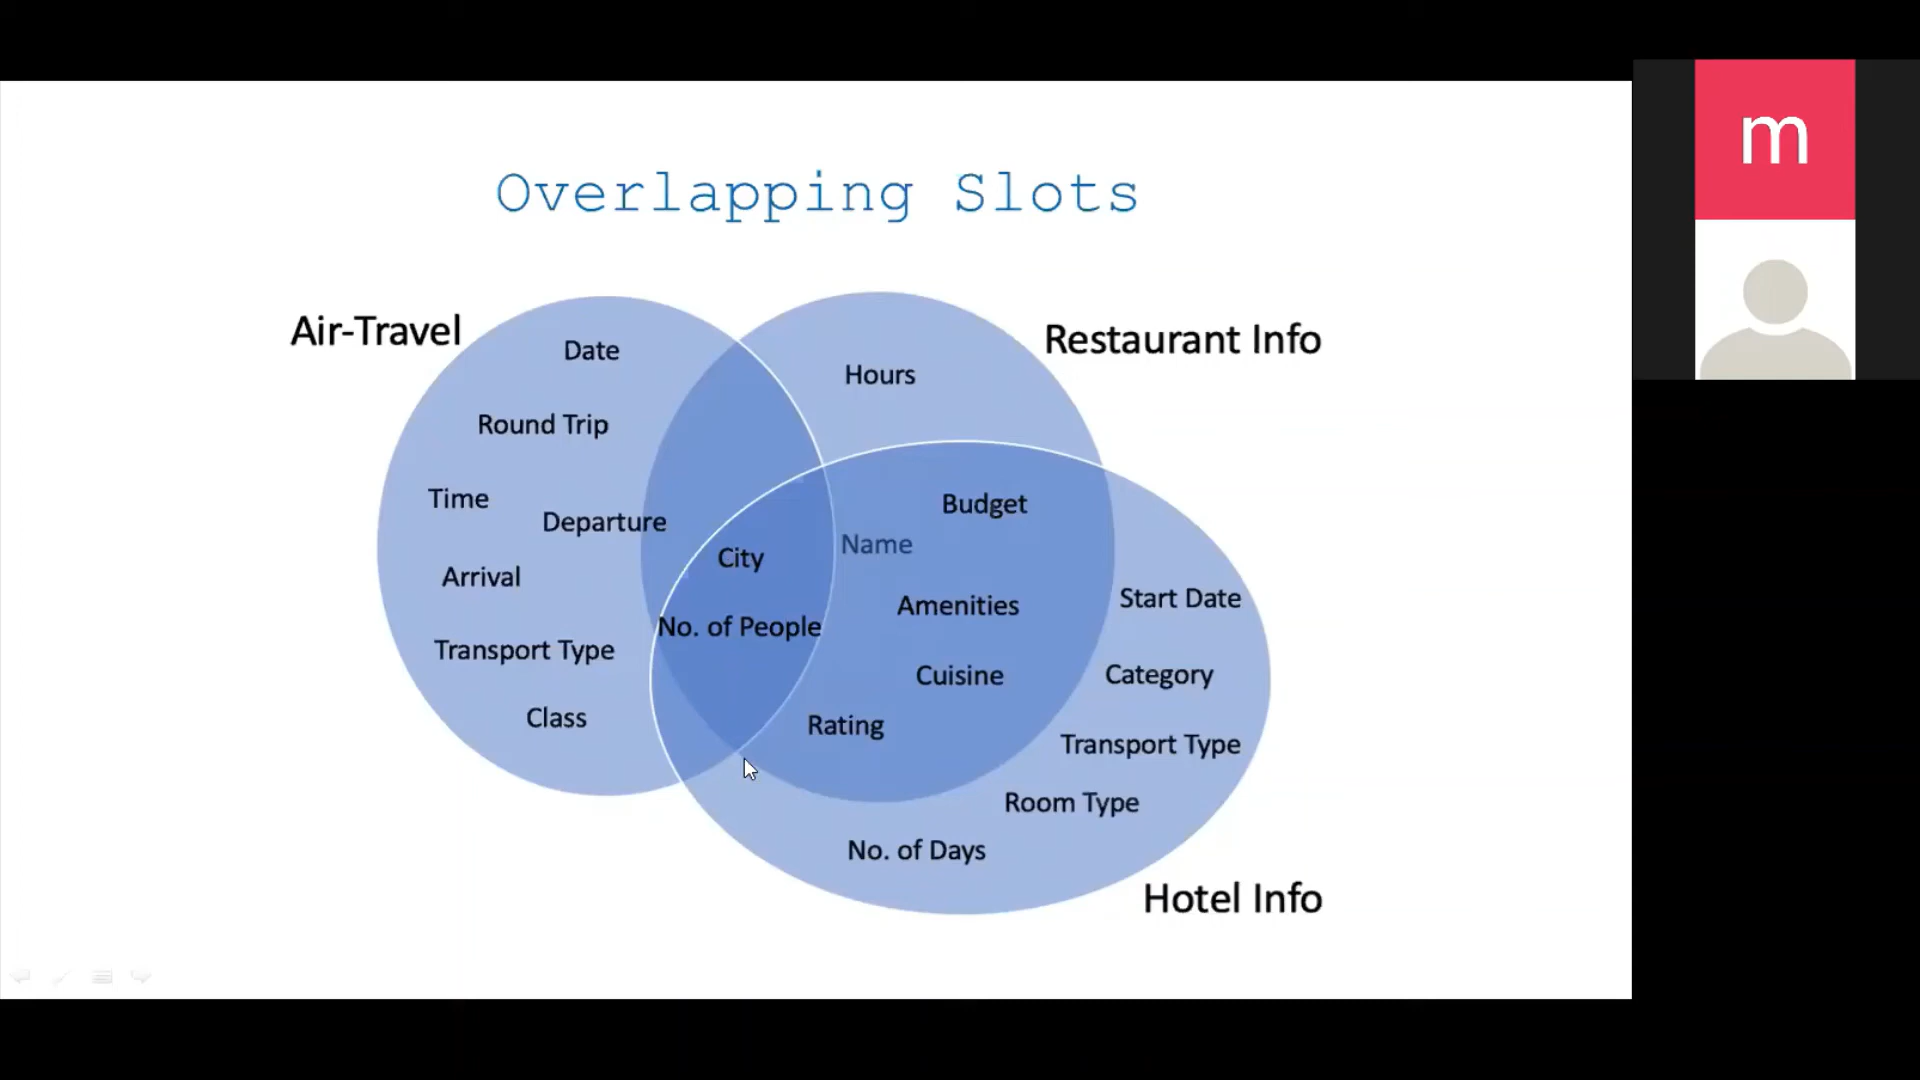 m
Overlapping Slots
Air-Travel
Restaurant Info
Date
Hours
Round Trip
Time
Departure
Budget
Name
City
Arrival
Amenities
Start Date
No. of People
Transport Type
Cuisine
Category
Class
Rating
Transport Type
Room Type
No. of Days
Hotel Info